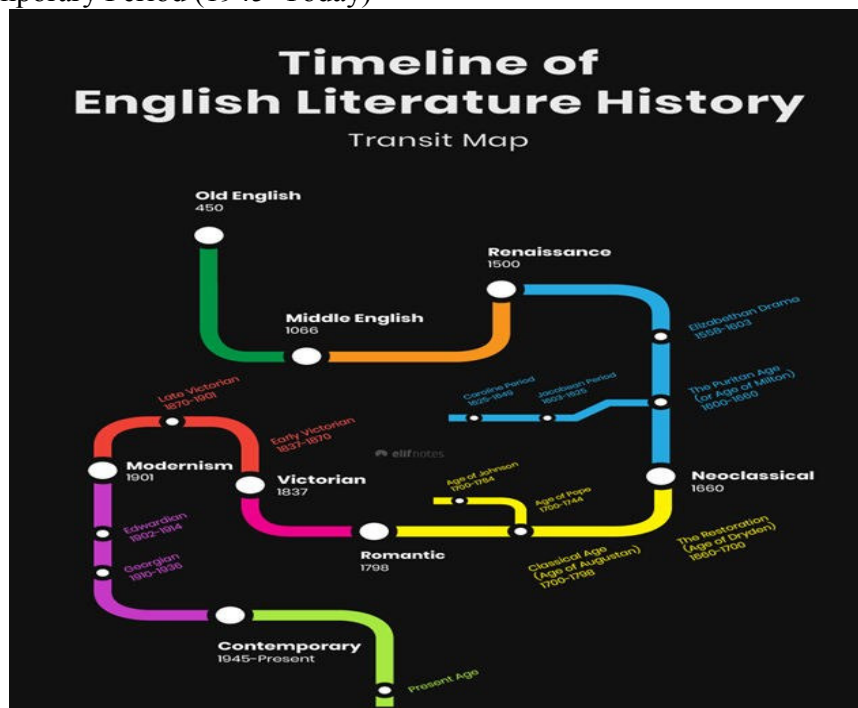 Period (1945- Today)
Timeline of
English Literature History
Transit Map
Old English
450
Renaissance
1500
Middle English
1066
Elizabethan Drama
1558-1603
The Puritan Age
(or Age of Milton)
1600-1660
Caroline Period
1625-1649
Jacobean Period
1603-1625
Late Victorian
1870-1901
Early Victorian
1837-1870
elifnotes
Modernism
1901
Victorian
1837
Neoclassical
1660
Age of Johnson
1700-1784
Age of Pope
1700-1744
Edwardian
1902-1914
Georgian
1910-1936
Romantic
1798
Classical Age
(Age of Augustan)
1700-1798
The Restoration
(Age of Dryden)
1660-1700
Contemporary
1945-Present
Present Age